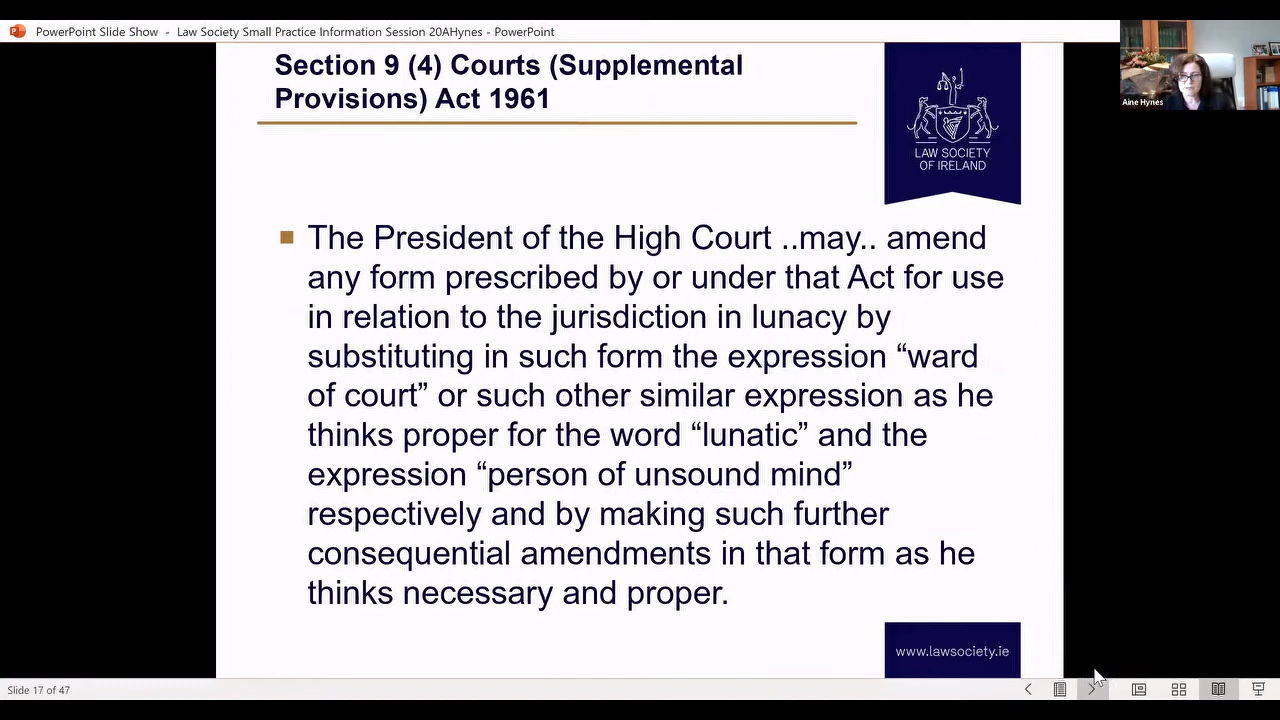 PowerPoint Slide Show - Law Society Small Practice Information Session 20AHynes - PowerPoint
Section 9 (4) Courts (Supplemental
Provisions) Act 1961
LAW SOCIETY
OF IRELAND
Aine Hynes
The President of the High Court ..may.. amend
any form prescribed by or under that Act for use
in relation to the jurisdiction in lunacy by
substituting in such form the expression “ward
of court” or such other similar expression as he
thinks proper for the word “lunatic” and the
expression “person of unsound mind”
respectively and by making such further
consequential amendments in that form as he
thinks necessary and proper.
www.lawsociety.ie
Slide 17 of 47